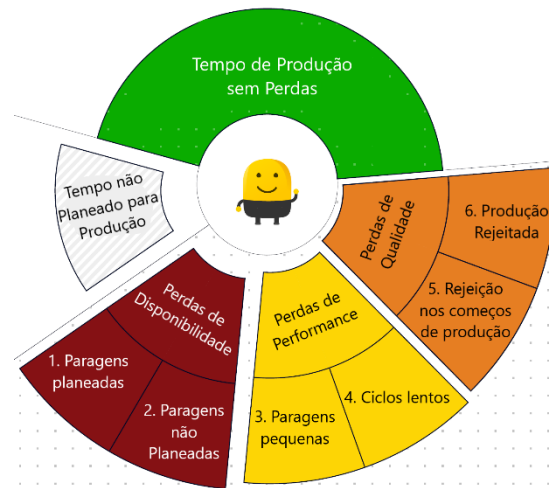 Tempo de Produção
sem Perdas
Tempo não
Planeado para
Produção
Perdas de
Disponibilidade
1. Paragens
planeadas
2. Paragens
não
Planeadas
Perdas de
Performance
3. Paragens
pequenas
4. Ciclos lentos
Perdas de
Qualidade
5. Rejeição
nos começos
de produção
6. Produção
Rejeitada